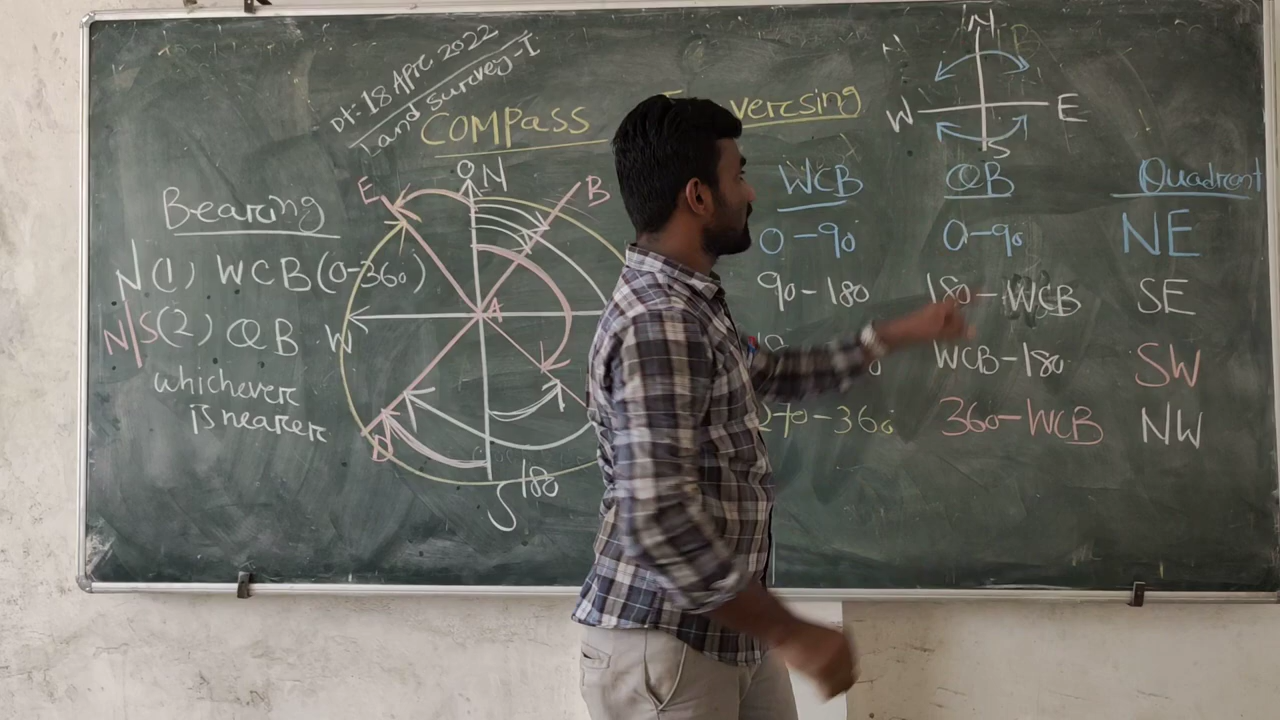 Dt:-18 Apr 2022
Land survey-I
COMPASS
versing
Bearing
N(1) WCB(0-360)
N/S(2) QB
whichever
is nearer
E
0
N
B
A
W
D
S
180
N
W
E
S
WCB QB Quadrant
0-90 0-90 NE
90-180 180-WCB SE
WCB-180 SW
270-360 360-WCB NW